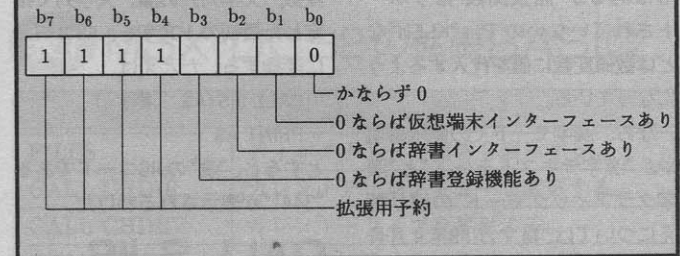 b7 b6 b5 b4 b3 b2 b1 b0
1 1 1 1 0
かならず 0
0 ならば仮想端末インターフェースあり
0 ならば辞書インターフェースあり
0 ならば辞書登録機能あり
拡張用予約